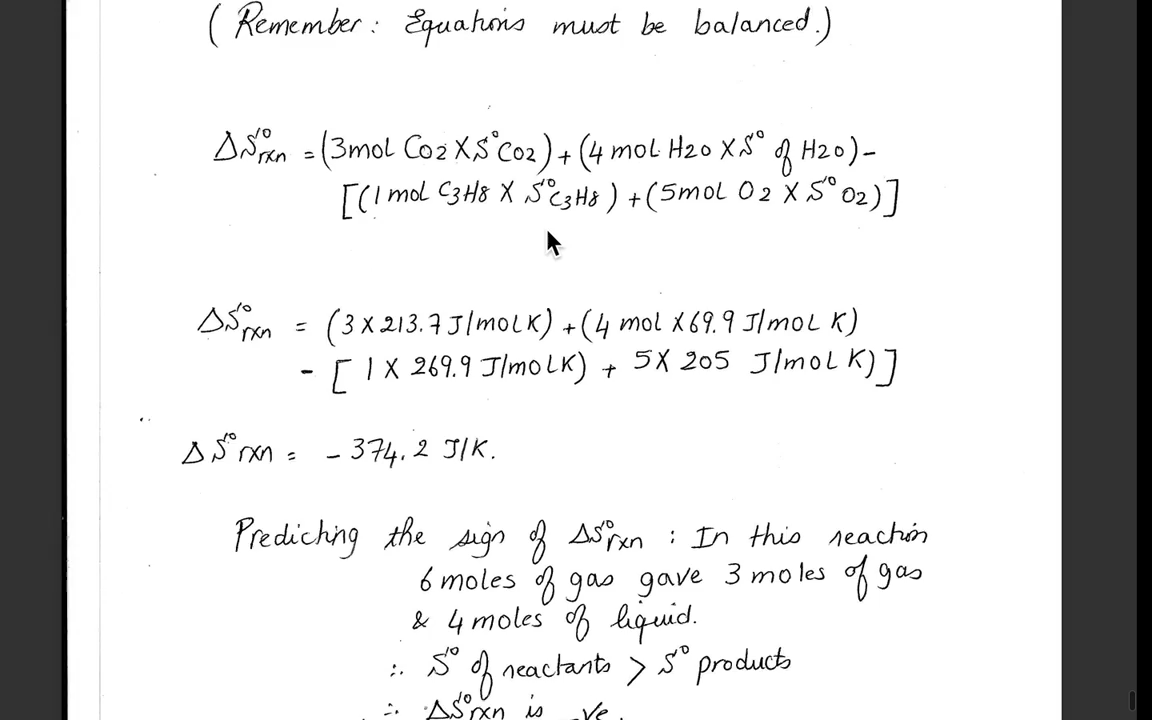 (Remember: Equations must be balanced.)
ΔS°rxn = (3mol CO2 X S°CO2) + (4 mol H2O X S° of H2O) -
[(1 mol C3H8 X S°C3H8) + (5mol O2 X S°O2)]
ΔS°rxn = (3 X 213.7 J/mol K) + (4 mol X 69.9 J/mol K)
- [ 1 X 269.9 J/mol K) + 5X 205 J/mol K)]
ΔS°rxn = - 374.2 J/K.
Predicting the sign of ΔS°rxn : In this reaction
6 moles of gas gave 3 moles of gas
& 4 moles of liquid.
∴ S° of reactants > S° products
∴ ΔS°rxn is -ve.